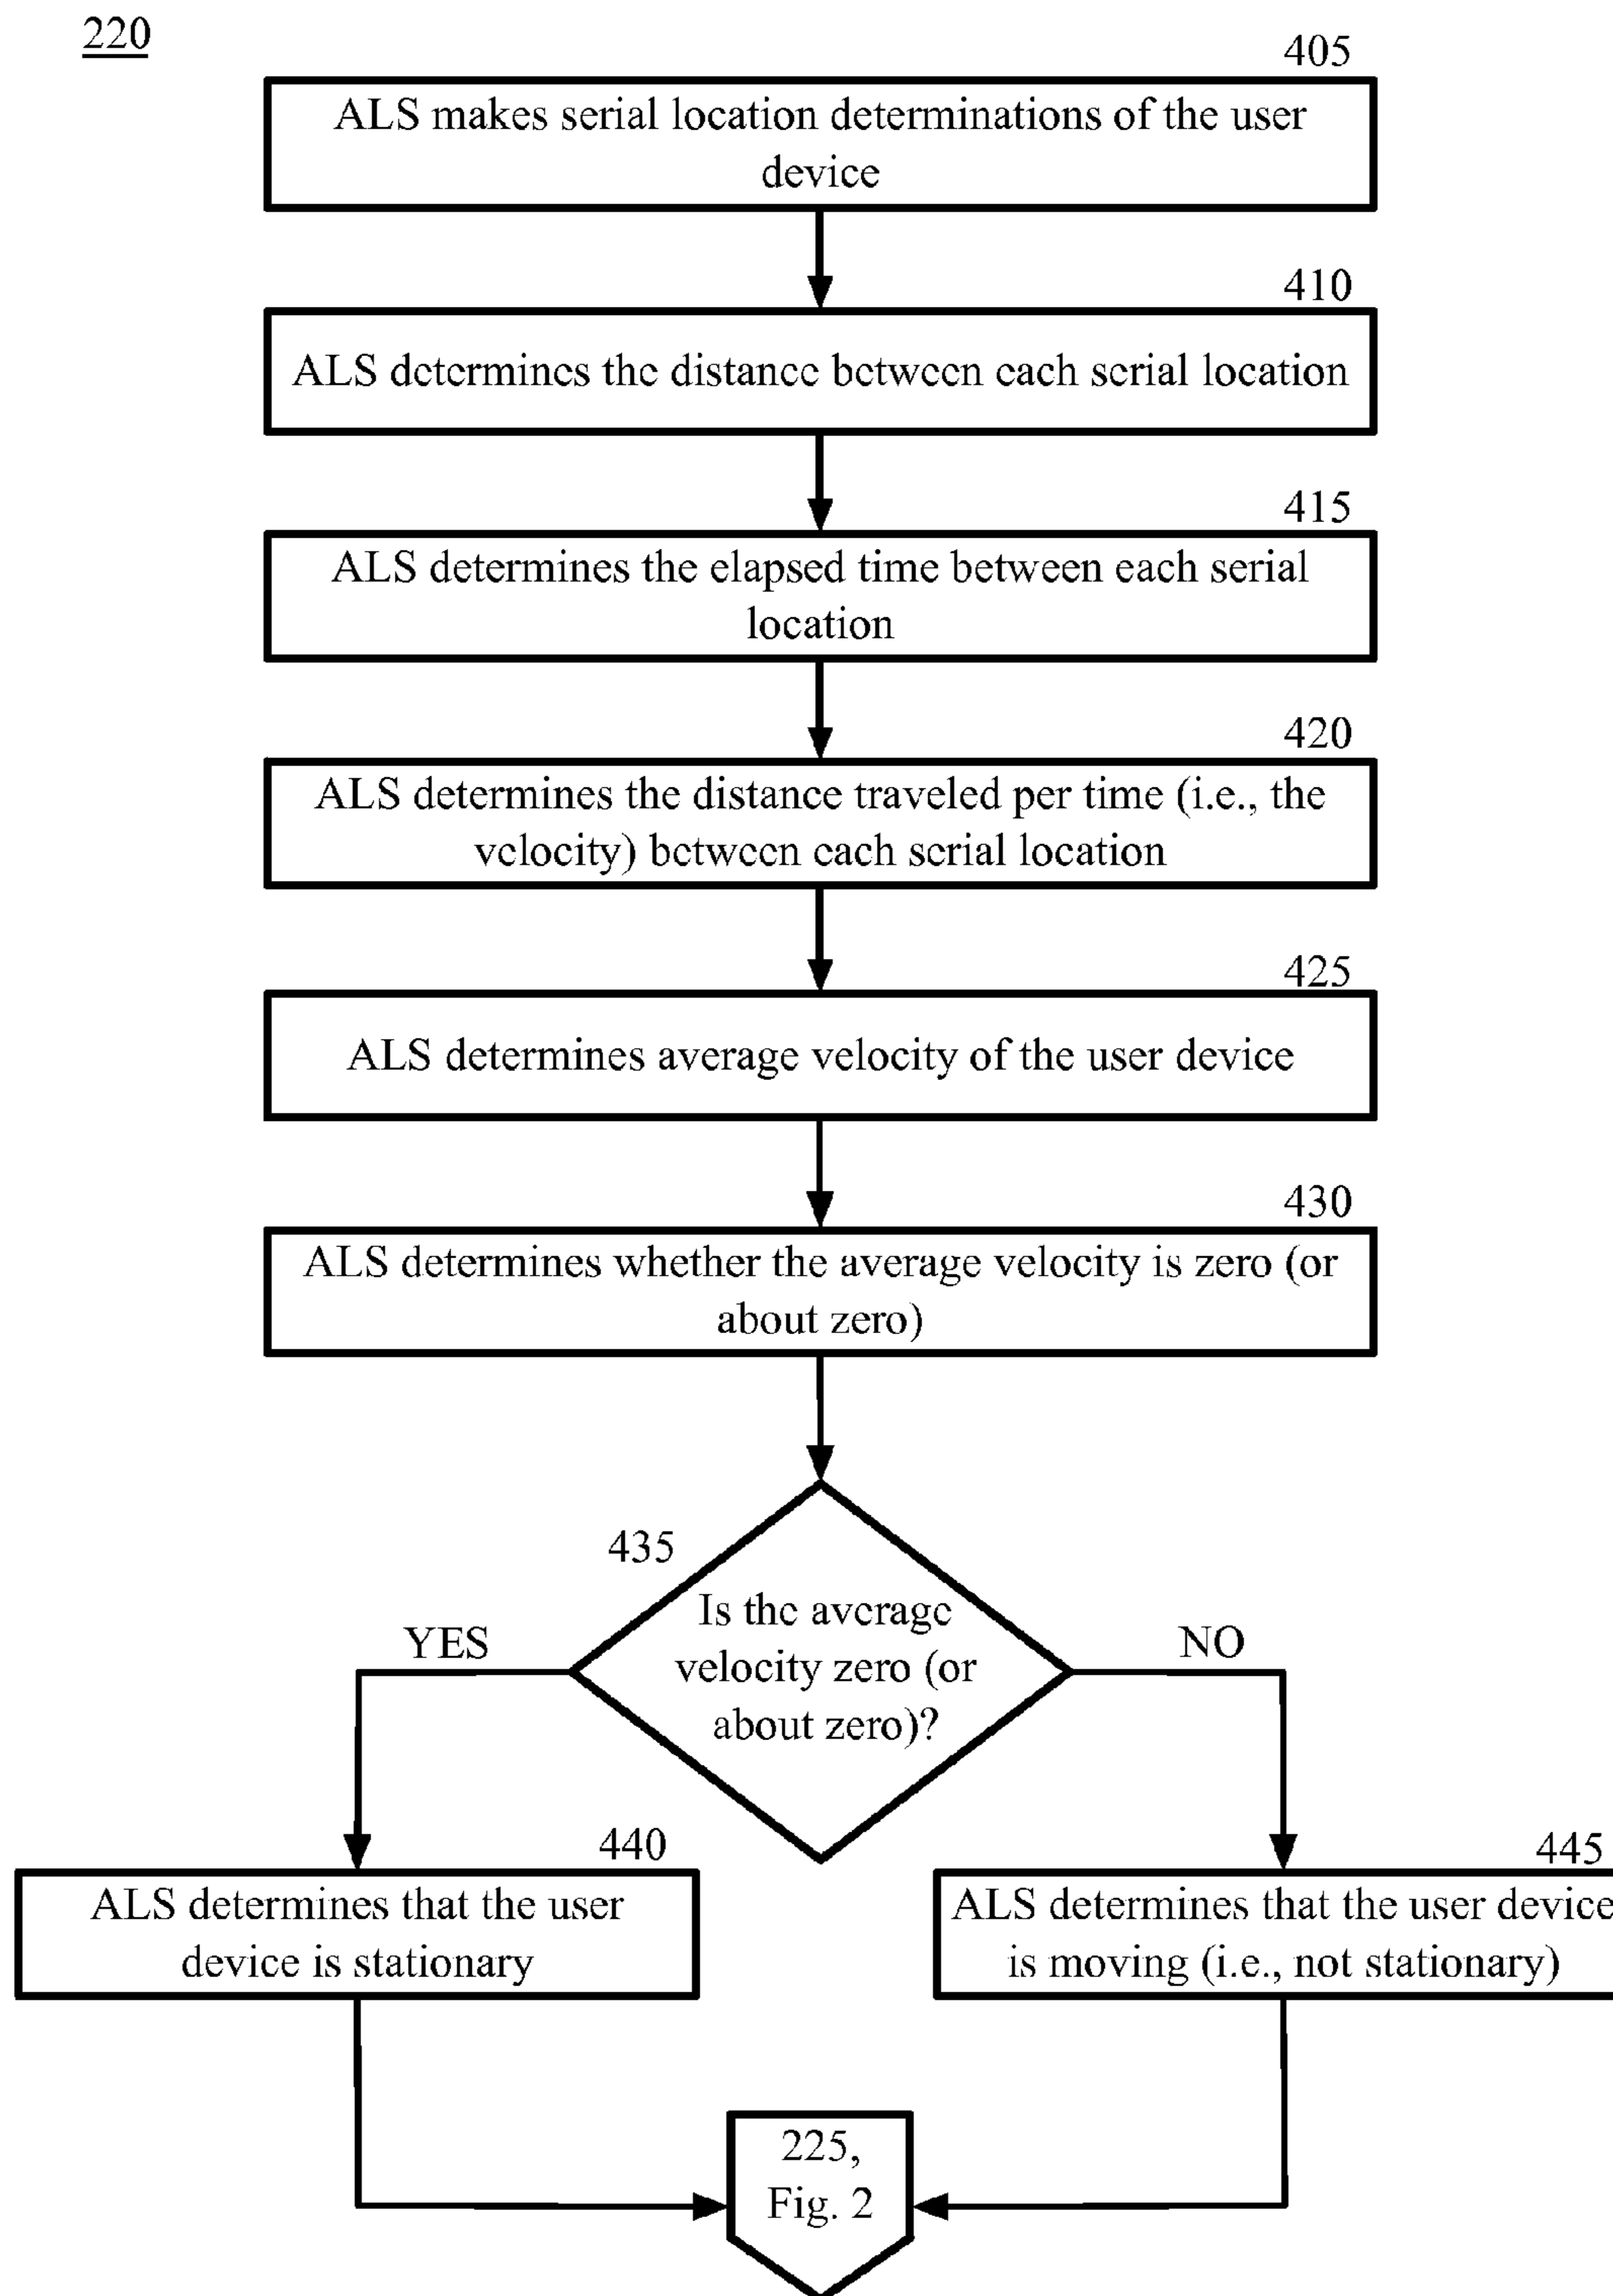 220
405
ALS makes serial location determinations of the user
device
410
ALS determines the distance between each serial location
415
ALS determines the elapsed time between each serial
location
420
ALS determines the distance traveled per time (i.e., the
velocity) between each serial location
425
ALS determines average velocity of the user device
430
ALS determines whether the average velocity is zero (or
about zero)
435
Is the average
velocity zero (or
about zero)?
YES
NO
440
ALS determines that the user
device is stationary
445
ALS determines that the user device
is moving (i.e., not stationary)
225,
Fig. 2